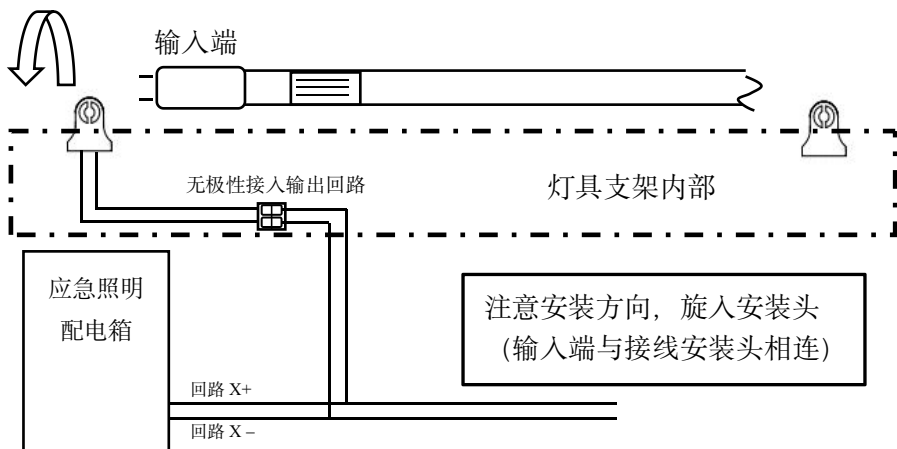 输入端
无极性接入输出回路
灯具支架内部
应急照明
配电箱
注意安装方向，旋入安装头
（输入端与接线安装头相连）
回路 X+
回路 X –